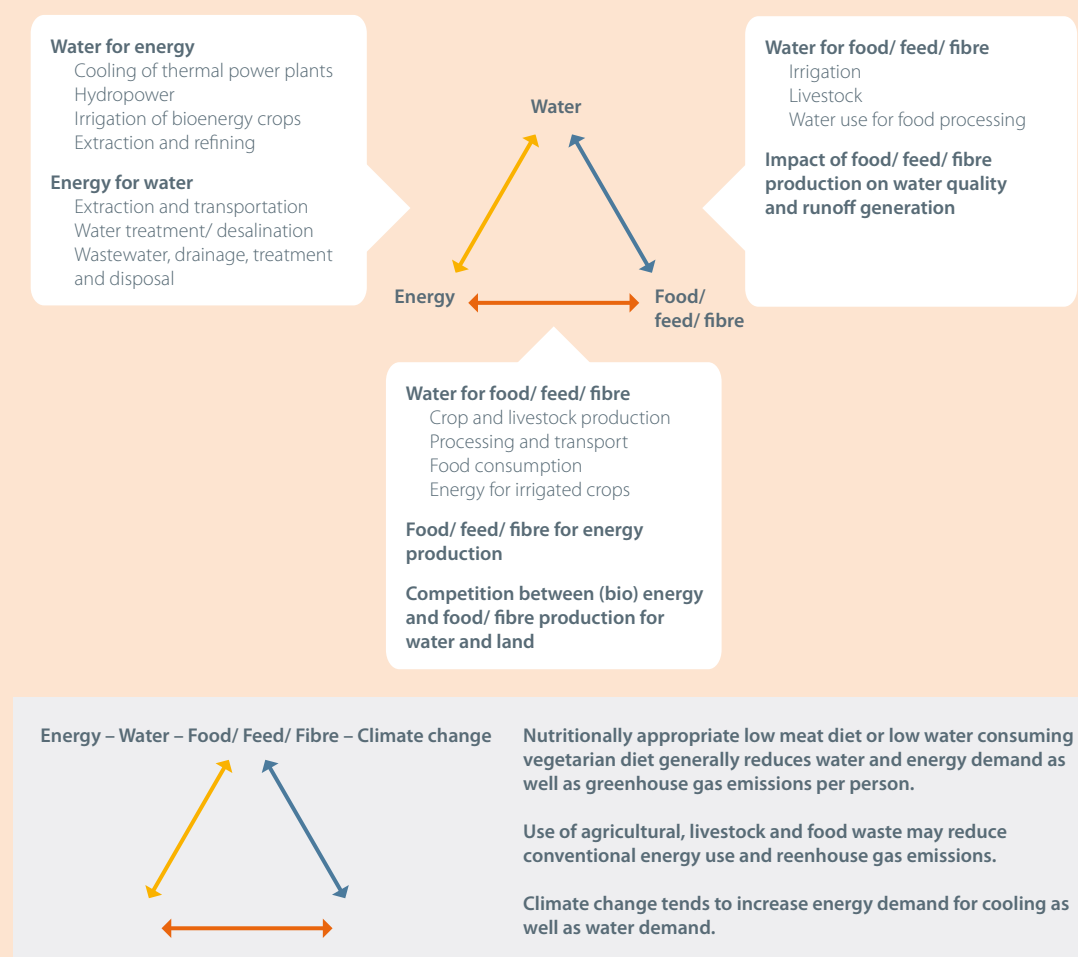 Water for energy
Cooling of thermal power plants
Hydropower
Irrigation of bioenergy crops
Extraction and refining
Energy for water
Extraction and transportation
Water treatment/ desalination
Wastewater, drainage, treatment
and disposal
Water
Water for food/ feed/ fibre
Irrigation
Livestock
Water use for food processing
Impact of food/ feed/ fibre
production on water quality
and runoff generation
Energy
Food/
feed/ fibre
Water for food/ feed/ fibre
Crop and livestock production
Processing and transport
Food consumption
Energy for irrigated crops
Food/ feed/ fibre for energy
production
Competition between (bio) energy
and food/ fibre production for
water and land
Energy – Water – Food/ Feed/ Fibre – Climate change
Nutritionally appropriate low meat diet or low water consuming
vegetarian diet generally reduces water and energy demand as
well as greenhouse gas emissions per person.
Use of agricultural, livestock and food waste may reduce
conventional energy use and reenhouse gas emissions.
Climate change tends to increase energy demand for cooling as
well as water demand.